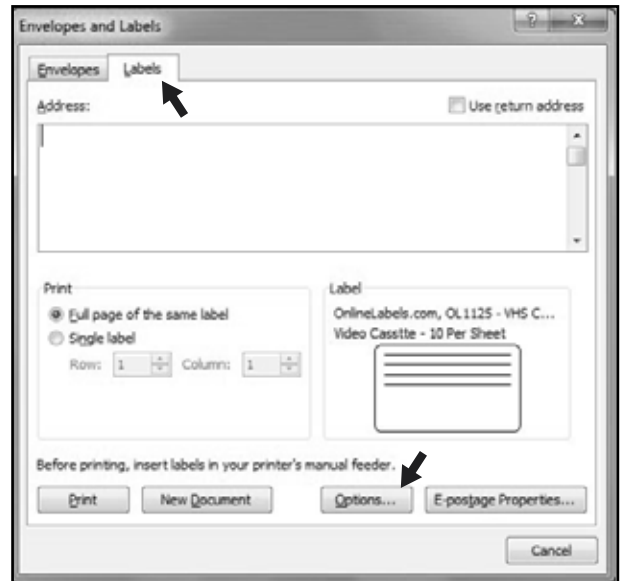 Envelopes and Labels
Envelopes Labels
Address: Use return address
Print
Full page of the same label
Single label
Row: 1 Column: 1
Label
OnlineLabels.com, OL1125 - VHS C...
Video Casstte - 10 Per Sheet
Before printing, insert labels in your printer's manual feeder.
Print New Document Options... E-postage Properties...
Cancel